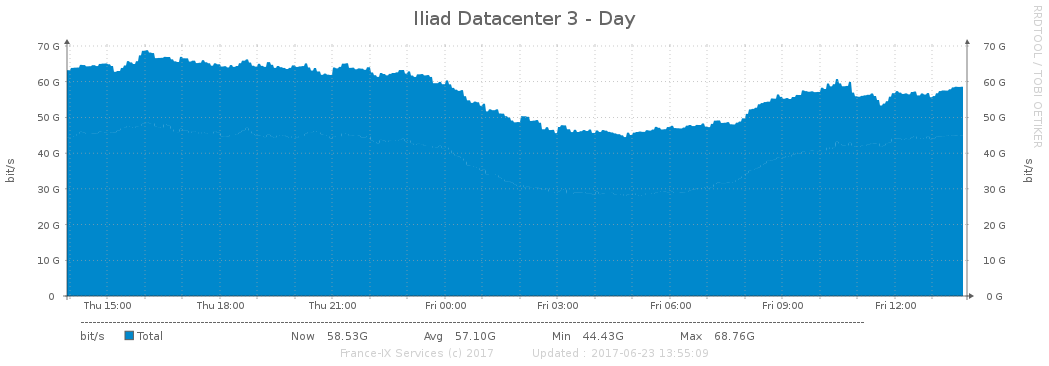 Iliad Datacenter 3 - Day
RRDTOOL / TOBI OETIKER
70 G 70 G
60 G 60 G
50 G 50 G
40 G 40 G
30 G 30 G
20 G 20 G
10 G 10 G
0 0 G
bit/s bit/s
Thu 15:00 Thu 18:00 Thu 21:00 Fri 00:00 Fri 03:00 Fri 06:00 Fri 09:00 Fri 12:00
bit/s Total Now 58.53G Avg 57.10G Min 44.43G Max 68.76G
France-IX Services (c) 2017 Updated : 2017-06-23 13:55:09